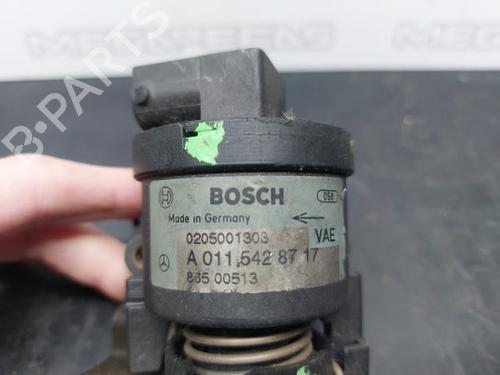 BOSCH
058
Made in Germany
0205001303
VAE
A 011 542 87 17
885 00513
B-PARTS